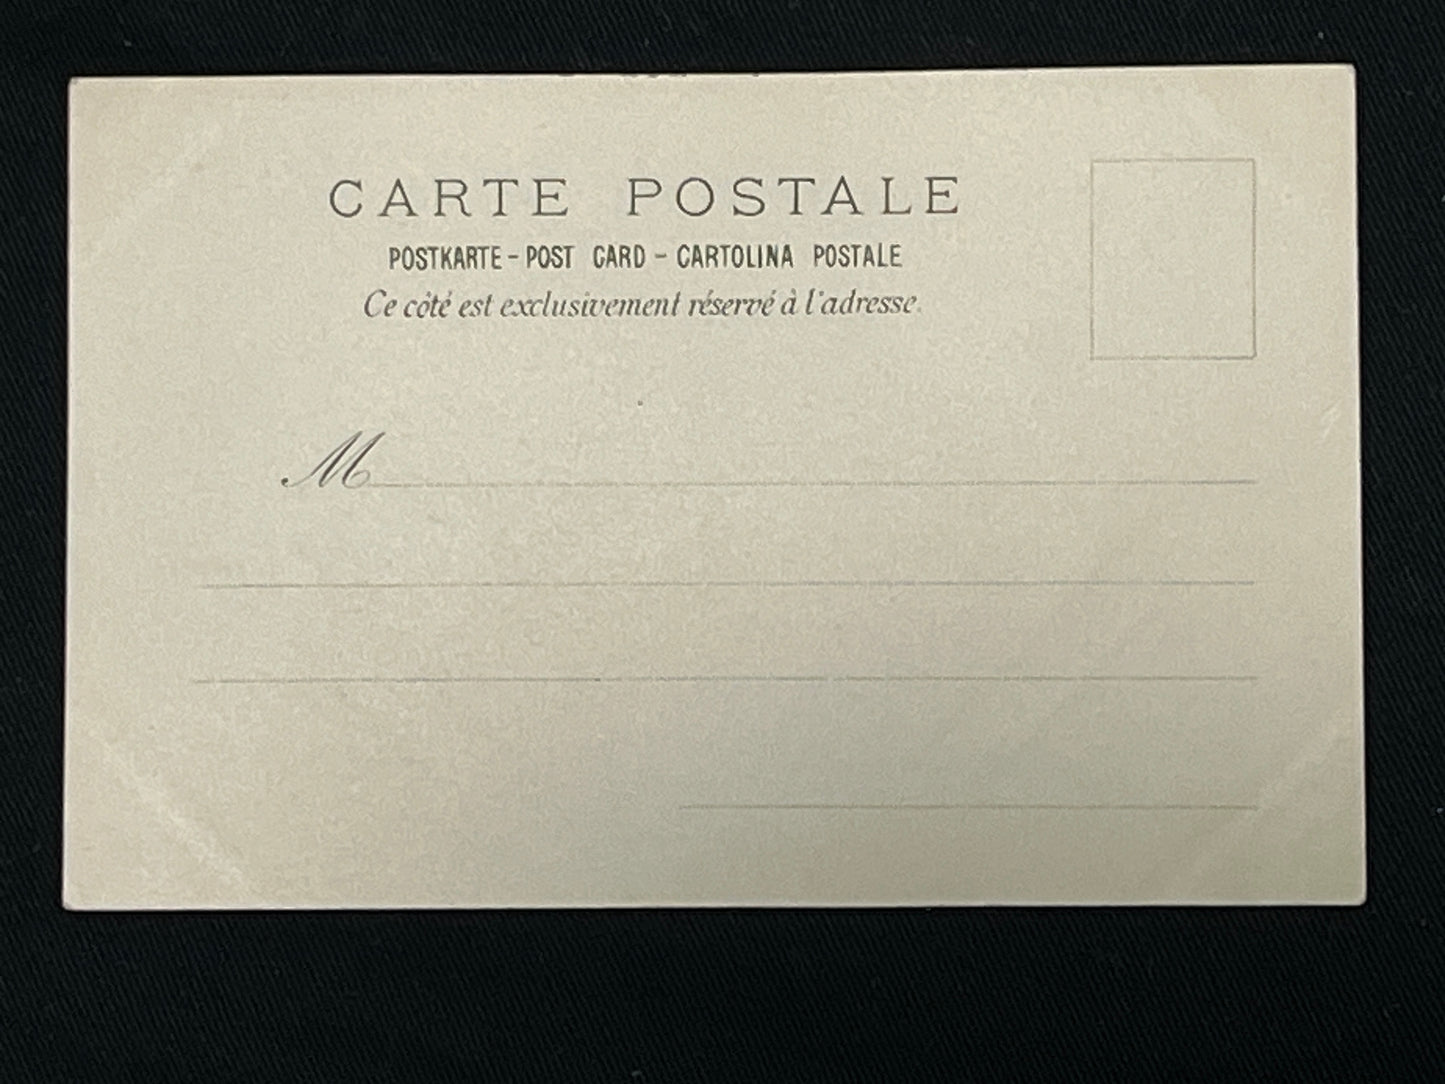 CARTE POSTALE
POSTKARTE - POST CARD - CARTOLINA POSTALE
Ce côté est exclusivement réservé à l'adresse.
M